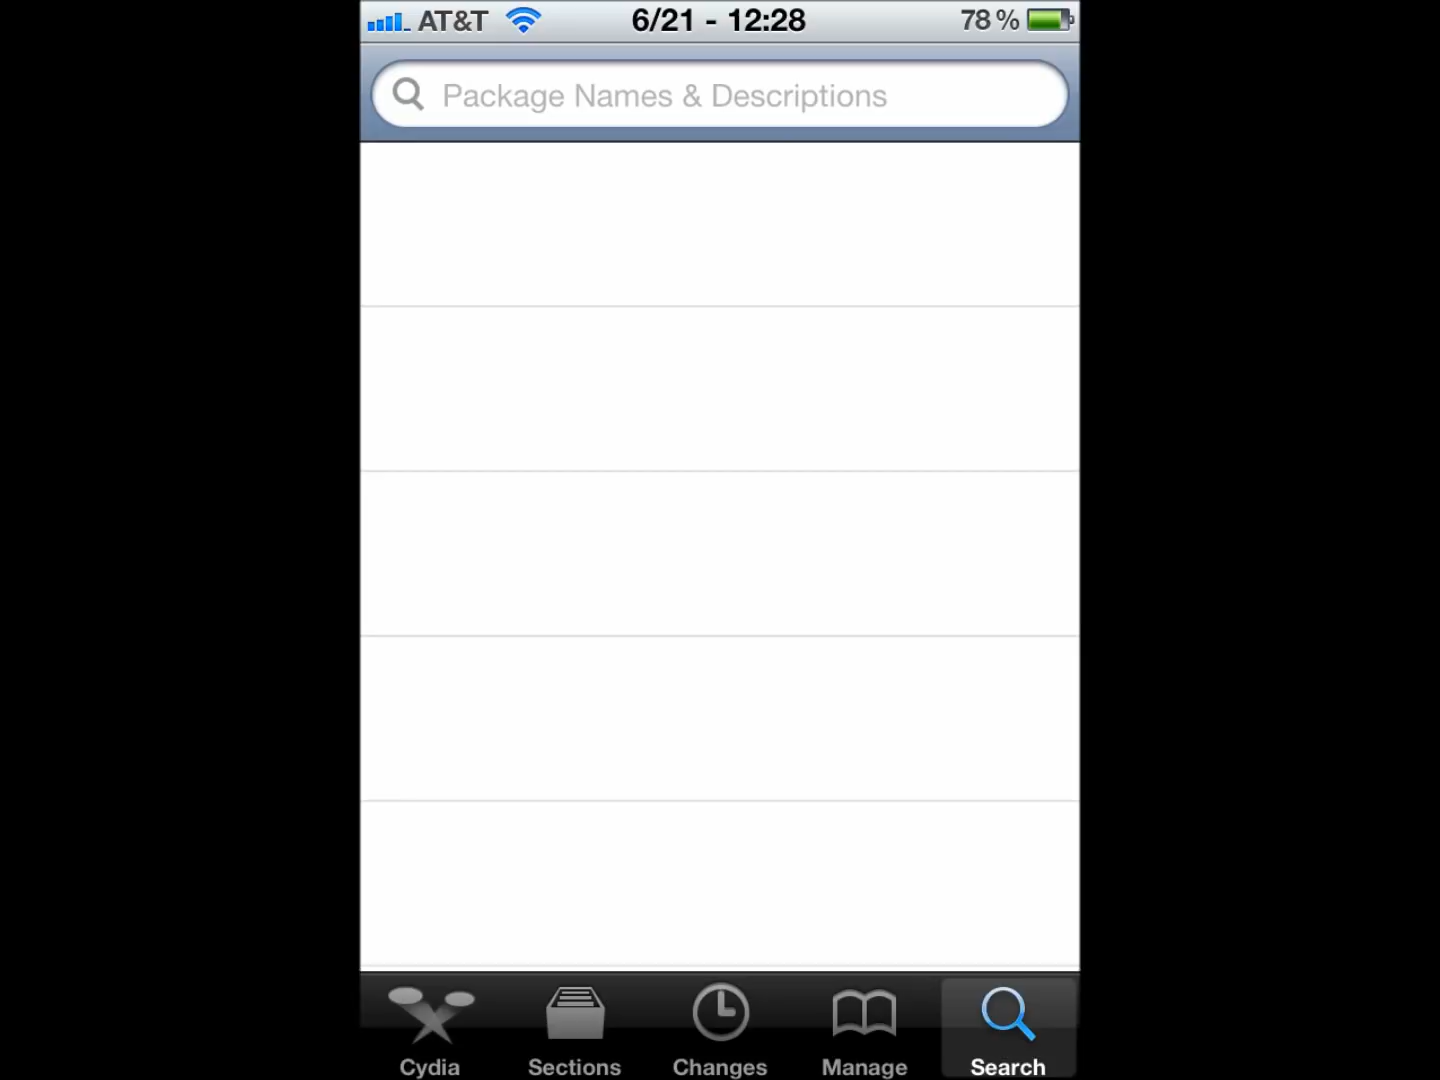 AT&T 6/21 - 12:28 78%
Package Names & Descriptions
Cydia Sections Changes Manage Search